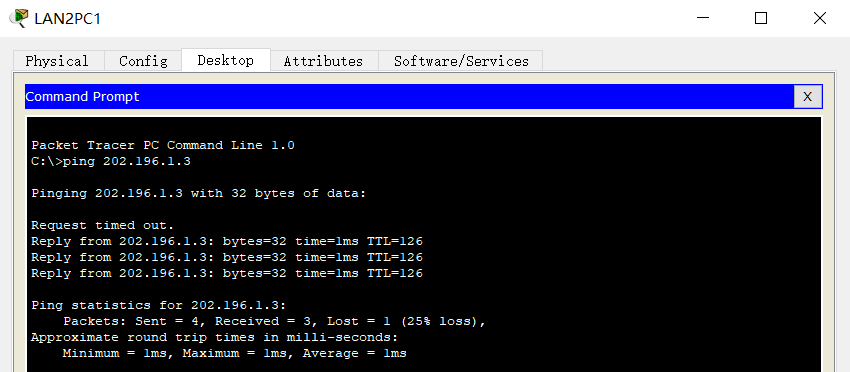 LAN2PC1
Physical Config Desktop Attributes Software/Services
Command Prompt X
Packet Tracer PC Command Line 1.0
C:\>ping 202.196.1.3
Pinging 202.196.1.3 with 32 bytes of data:
Request timed out.
Reply from 202.196.1.3: bytes=32 time=1ms TTL=126
Reply from 202.196.1.3: bytes=32 time=1ms TTL=126
Reply from 202.196.1.3: bytes=32 time=1ms TTL=126
Ping statistics for 202.196.1.3:
    Packets: Sent = 4, Received = 3, Lost = 1 (25% loss),
Approximate round trip times in milli-seconds:
    Minimum = 1ms, Maximum = 1ms, Average = 1ms